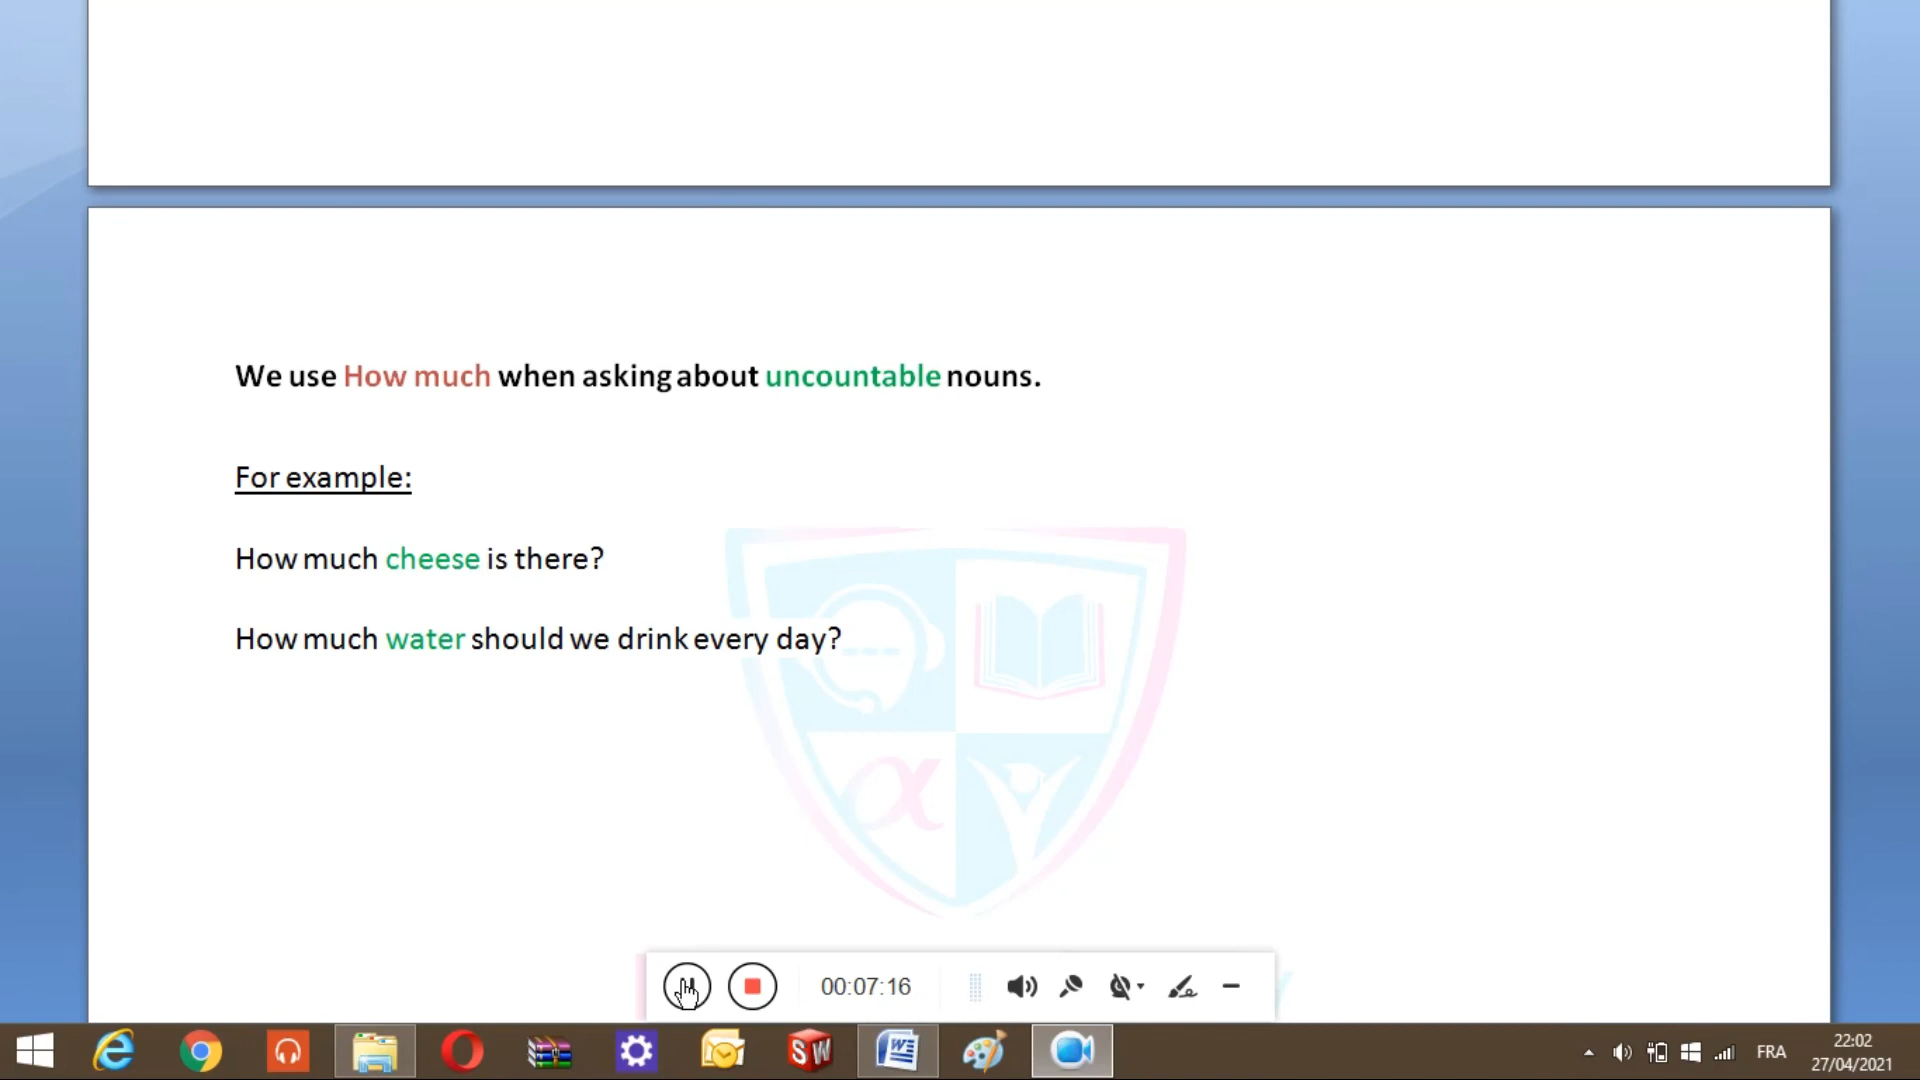 We use How much when asking about uncountable nouns.
For example:
How much cheese is there?
How much water should we drink every day?
00:07:16
SW
W
FRA
22:02
27/04/2021